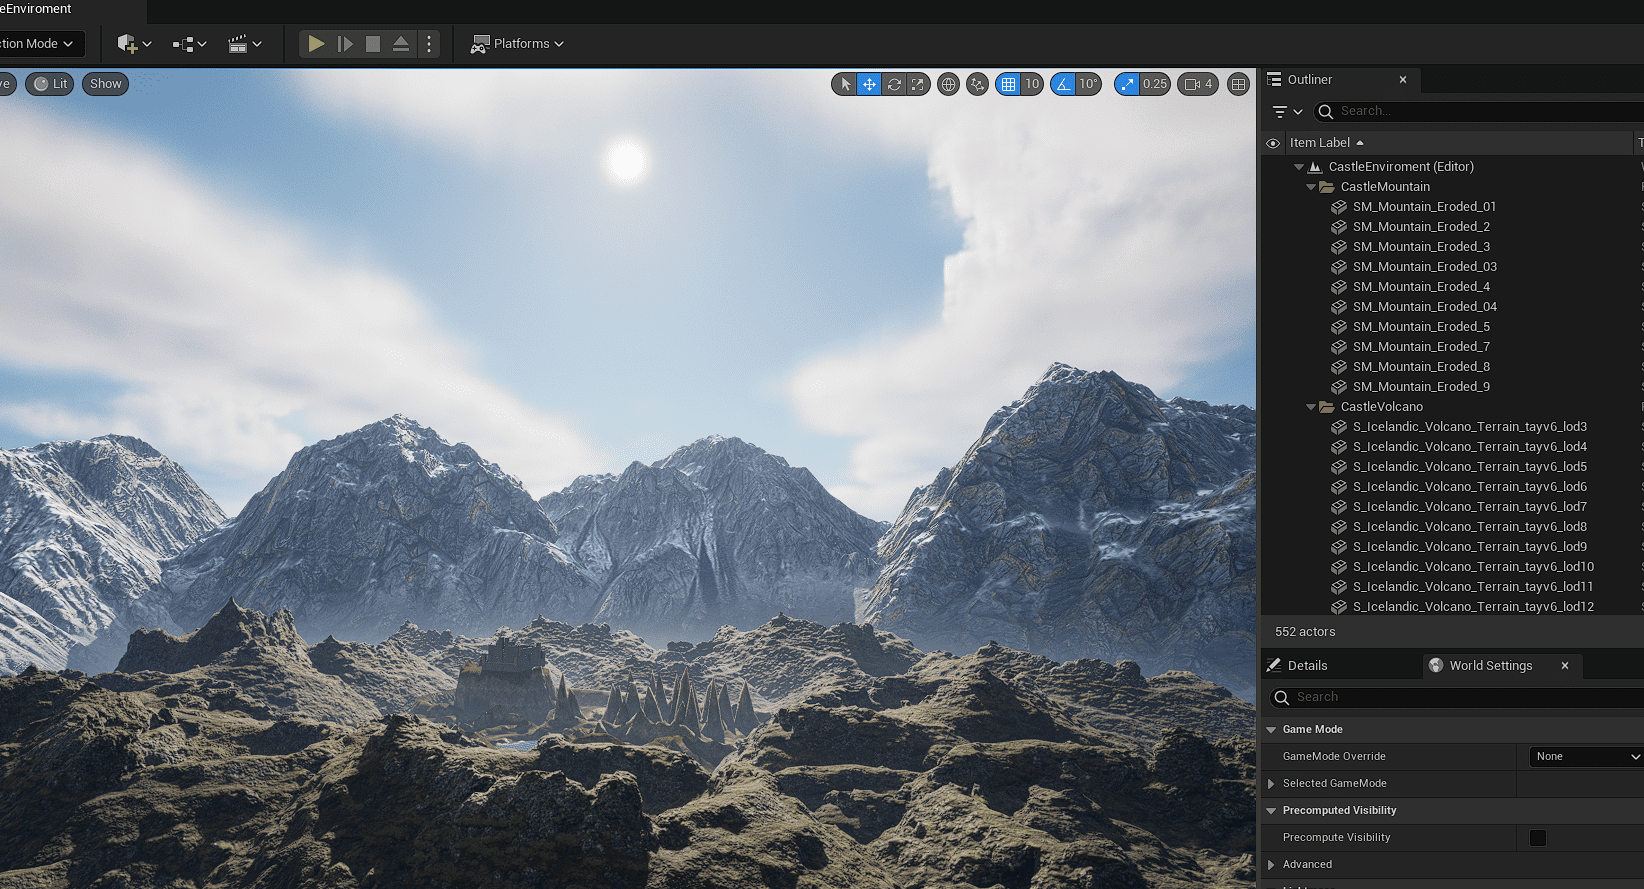 eEnviroment
ction Mode
Platforms
ve
Lit
Show
10
10°
0.25
4
Outliner
Search...
Item Label
CastleEnviroment (Editor)
CastleMountain
SM_Mountain_Eroded_01
SM_Mountain_Eroded_2
SM_Mountain_Eroded_3
SM_Mountain_Eroded_03
SM_Mountain_Eroded_4
SM_Mountain_Eroded_04
SM_Mountain_Eroded_5
SM_Mountain_Eroded_7
SM_Mountain_Eroded_8
SM_Mountain_Eroded_9
CastleVolcano
S_Icelandic_Volcano_Terrain_tayv6_lod3
S_Icelandic_Volcano_Terrain_tayv6_lod4
S_Icelandic_Volcano_Terrain_tayv6_lod5
S_Icelandic_Volcano_Terrain_tayv6_lod6
S_Icelandic_Volcano_Terrain_tayv6_lod7
S_Icelandic_Volcano_Terrain_tayv6_lod8
S_Icelandic_Volcano_Terrain_tayv6_lod9
S_Icelandic_Volcano_Terrain_tayv6_lod10
S_Icelandic_Volcano_Terrain_tayv6_lod11
S_Icelandic_Volcano_Terrain_tayv6_lod12
552 actors
Details
World Settings
Search
Game Mode
GameMode Override
None
Selected GameMode
Precomputed Visibility
Precompute Visibility
Advanced